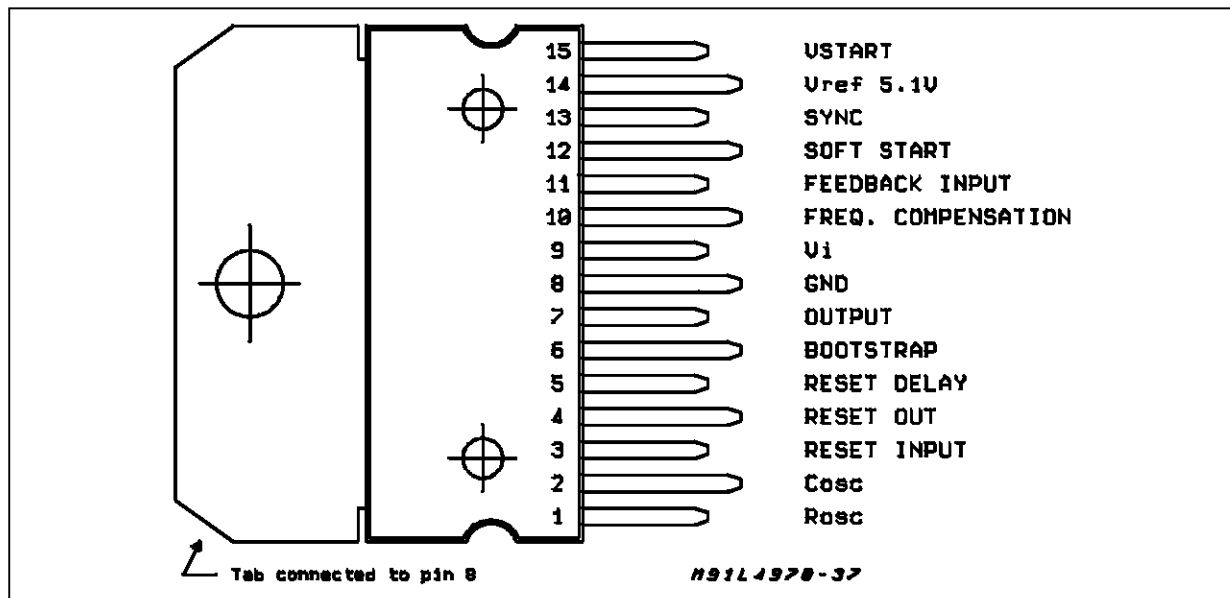 15 VSTART
14 Vref 5.1V
13 SYNC
12 SOFT START
11 FEEDBACK INPUT
10 FREQ. COMPENSATION
9 Vi
8 GND
7 OUTPUT
6 BOOTSTRAP
5 RESET DELAY
4 RESET OUT
3 RESET INPUT
2 Cosc
1 Rosc
Tab connected to pin 8
M91L4970-37